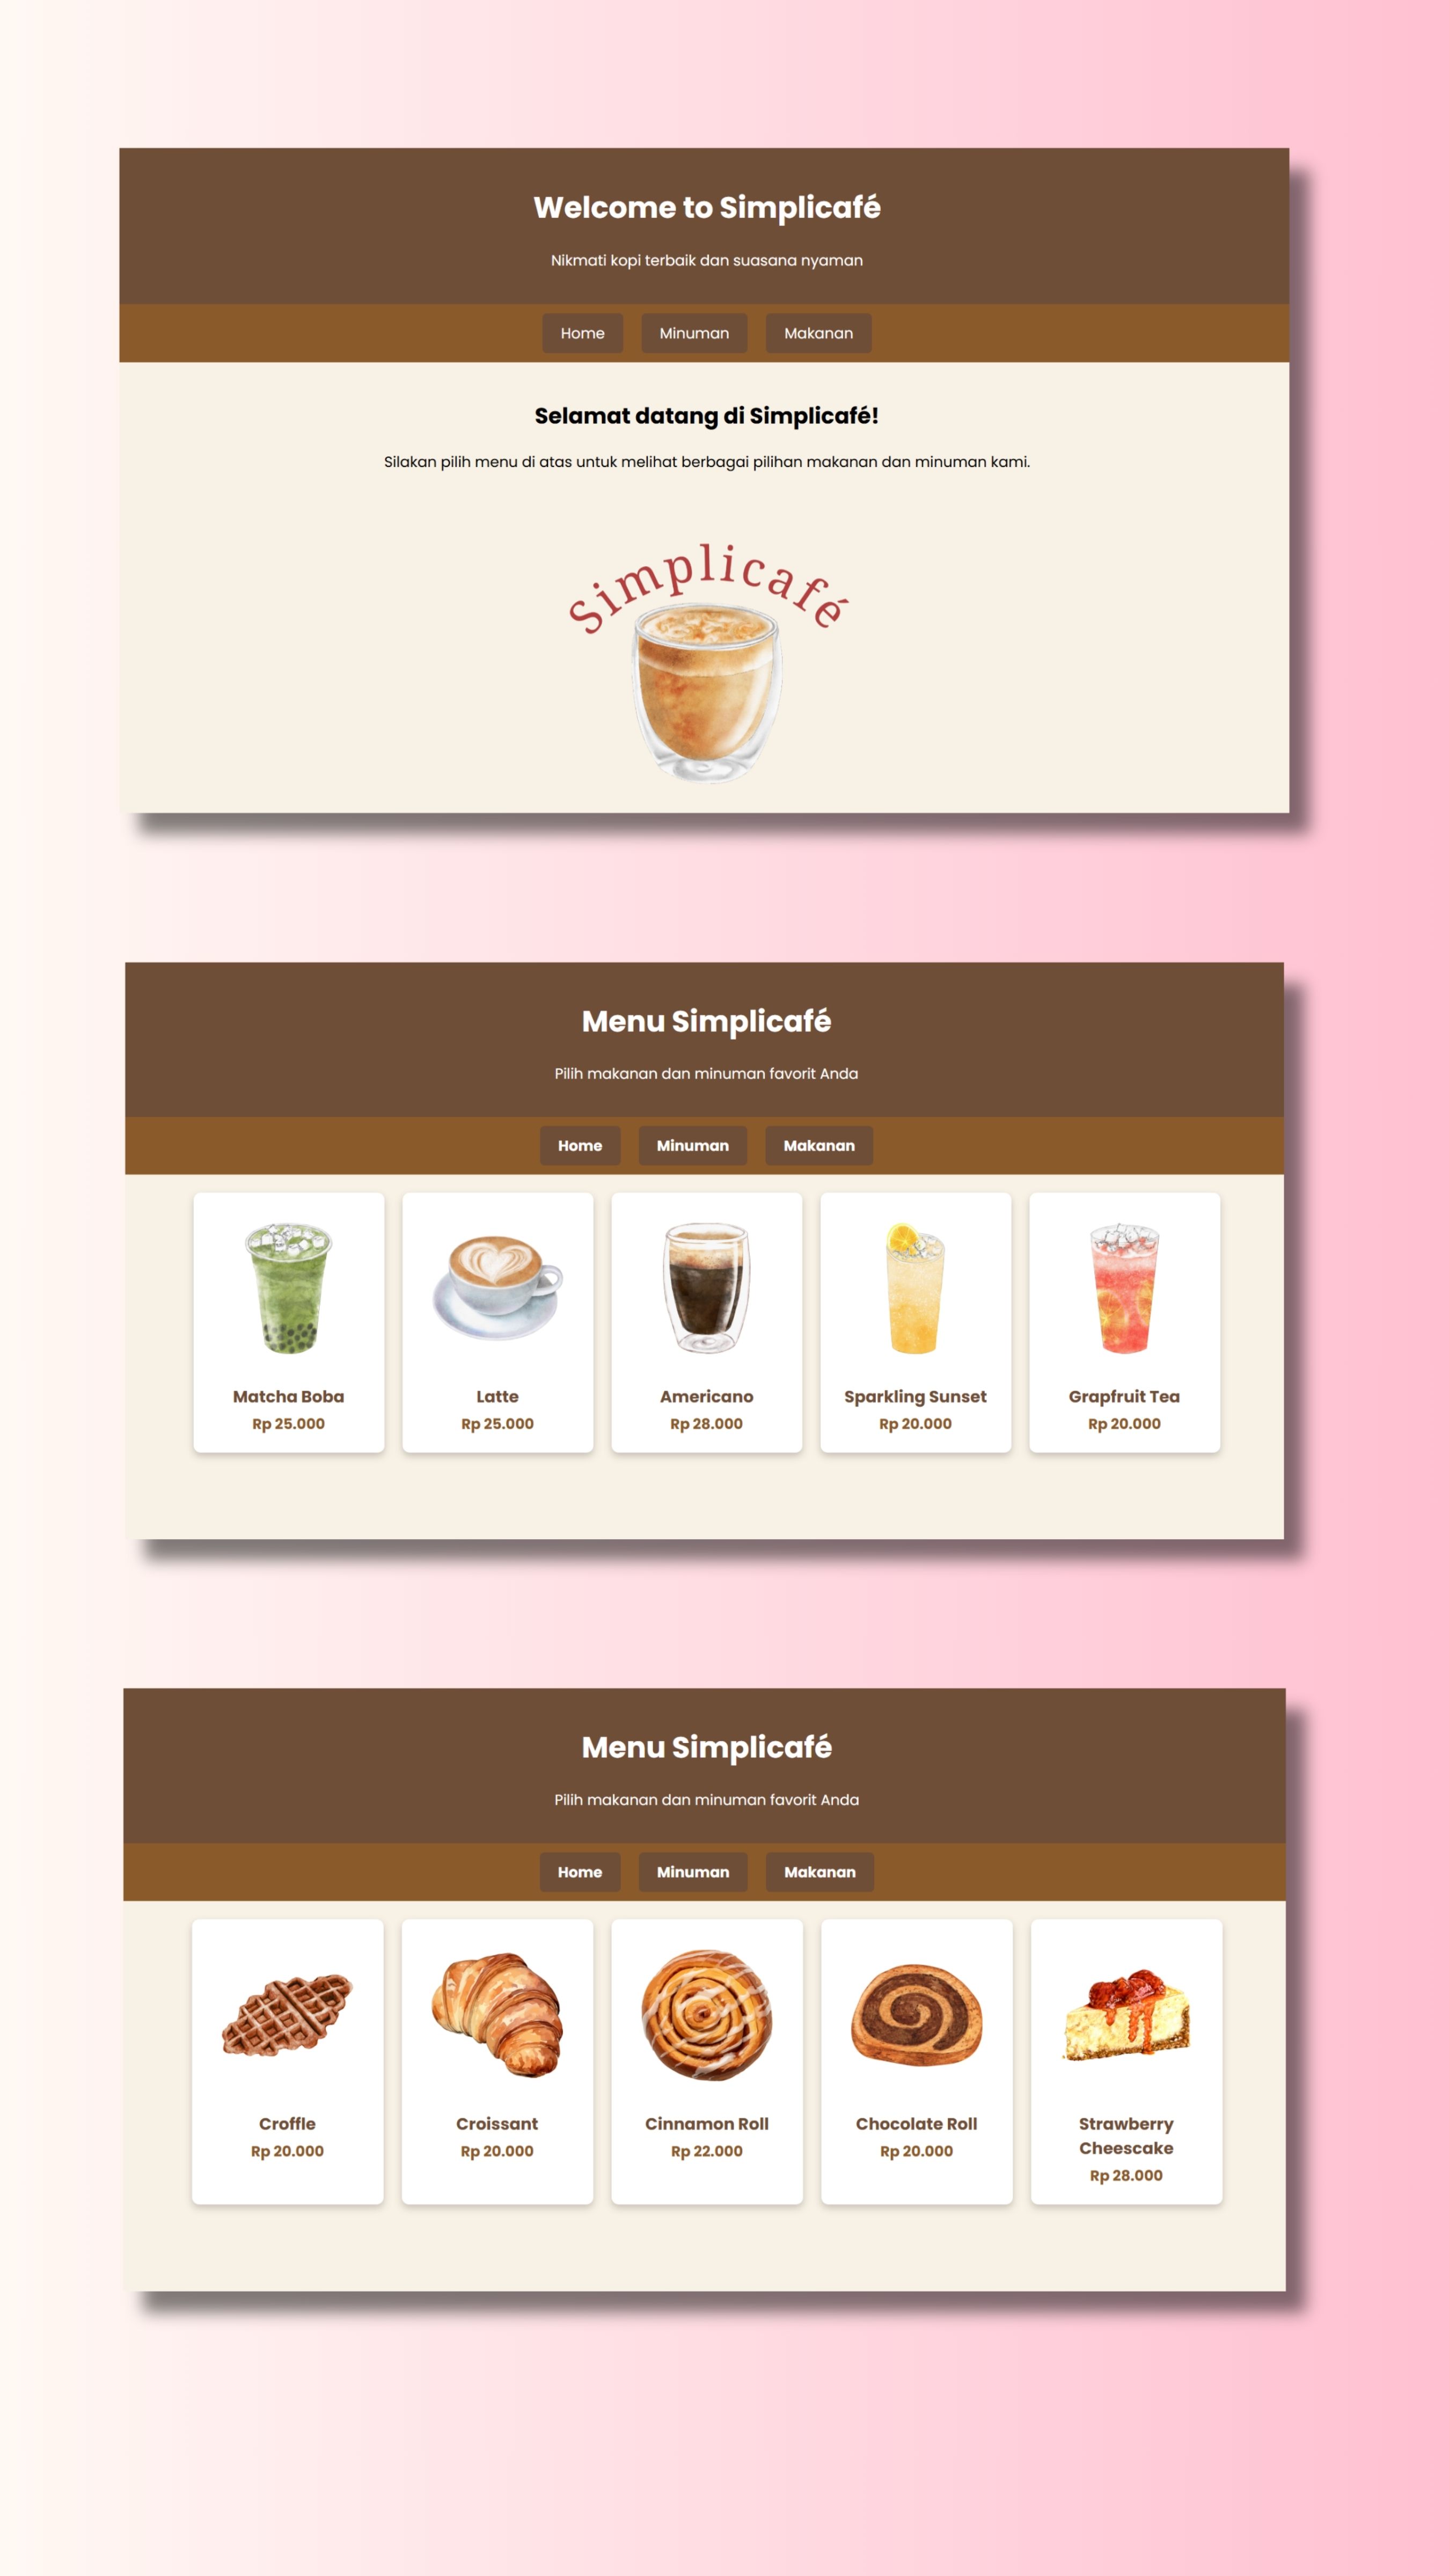 Welcome to Simplicafé
Nikmati kopi terbaik dan suasana nyaman
Home Minuman Makanan
Selamat datang di Simplicafé!
Silakan pilih menu di atas untuk melihat berbagai pilihan makanan dan minuman kami.
Simplicafé
Menu Simplicafé
Pilih makanan dan minuman favorit Anda
Home Minuman Makanan
Matcha Boba Latte Americano Sparkling Sunset Grapfruit Tea
Rp 25.000 Rp 25.000 Rp 28.000 Rp 20.000 Rp 20.000
Menu Simplicafé
Pilih makanan dan minuman favorit Anda
Home Minuman Makanan
Croffle Croissant Cinnamon Roll Chocolate Roll Strawberry
Cheescake
Rp 20.000 Rp 20.000 Rp 22.000 Rp 20.000
Rp 28.000